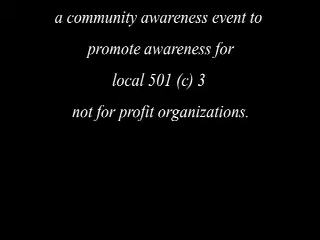 a community awareness event to
promote awareness for
local 501 (c) 3
not for profit organizations.